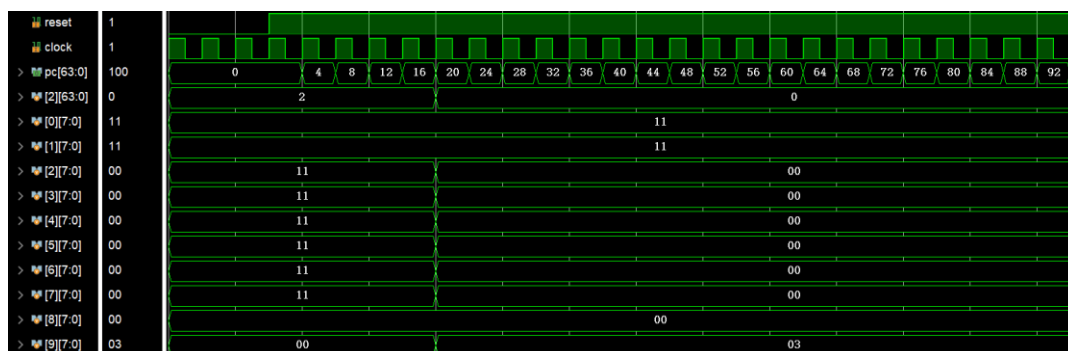 reset 1
clock 1
pc[63:0] 100 0 4 8 12 16 20 24 28 32 36 40 44 48 52 56 60 64 68 72 76 80 84 88 92
[2][63:0] 0 2 0
[0][7:0] 11 11
[1][7:0] 11 11
[2][7:0] 00 11 00
[3][7:0] 00 11 00
[4][7:0] 00 11 00
[5][7:0] 00 11 00
[6][7:0] 00 11 00
[7][7:0] 00 11 00
[8][7:0] 00 00
[9][7:0] 03 00 03